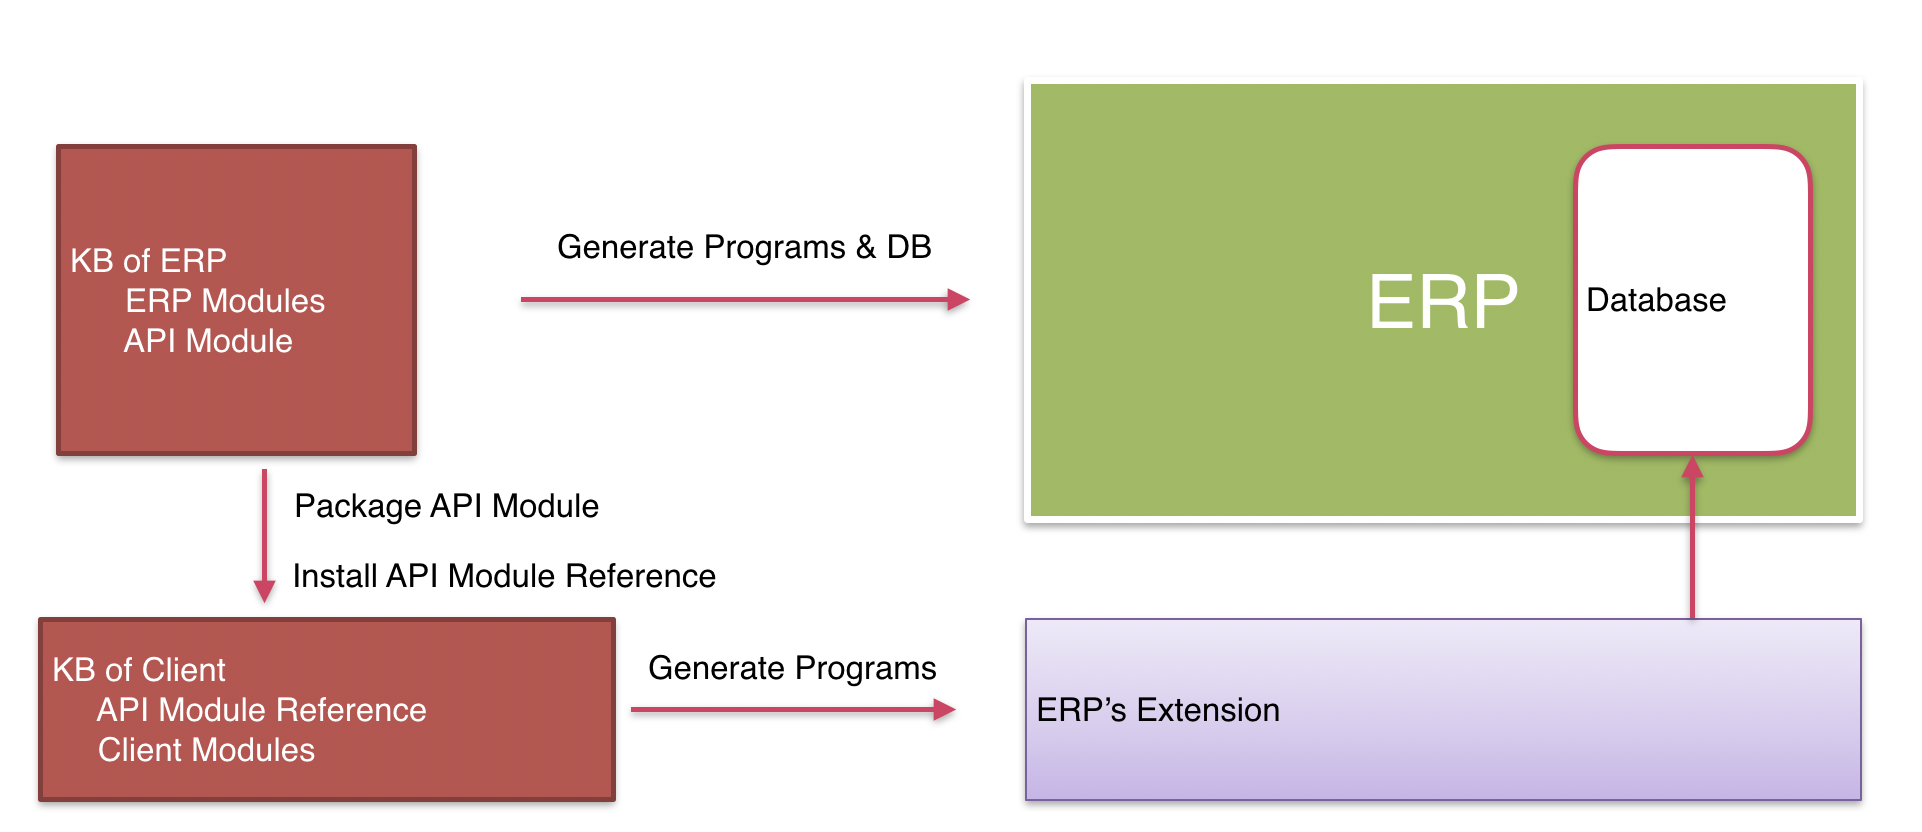 KB of ERP
ERP Modules
API Module
Generate Programs & DB
ERP
Database
Package API Module
Install API Module Reference
KB of Client
API Module Reference
Client Modules
Generate Programs
ERP’s Extension